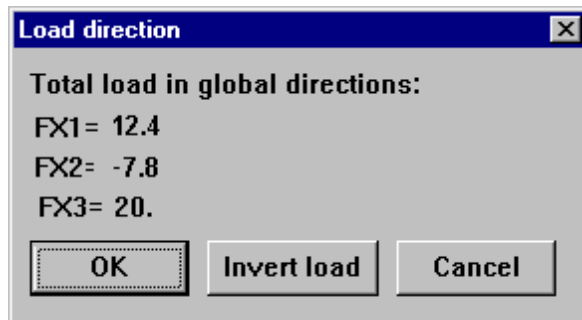 Load direction
Total load in global directions:
FX1= 12.4
FX2= -7.8
FX3= 20.
OK Invert load Cancel